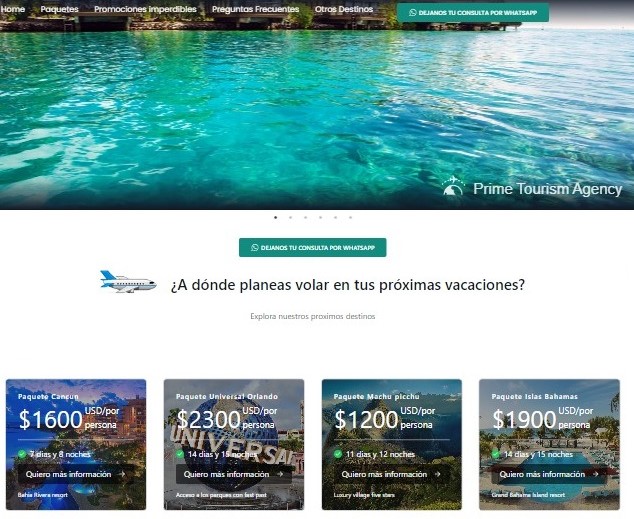 Home Paquetes Promociones imperdibles Preguntas Frecuentes Otros Destinos DEJANOS TU CONSULTA POR WHATSAPP
Prime Tourism Agency
DEJANOS TU CONSULTA POR WHATSAPP
¿A dónde planeas volar en tus próximas vacaciones?
Explora nuestros proximos destinos
Paquete Cancun
$1600 USD/por persona
7 dias y 8 noches
Quiero más información →
Bahia Rivera resort
Paquete Universal Orlando
$2300 USD/por persona
UNIVERSAL
14 dias y 15 noches
Quiero más información →
Acceso a los parques con fast past
Paquete Machu picchu
$1200 USD/por persona
11 dias y 12 noches
Quiero más información →
Luxury village five stars
Paquete Islas Bahamas
$1900 USD/por persona
14 dias y 15 noches
Quiero más información →
Grand Bahama Island resort